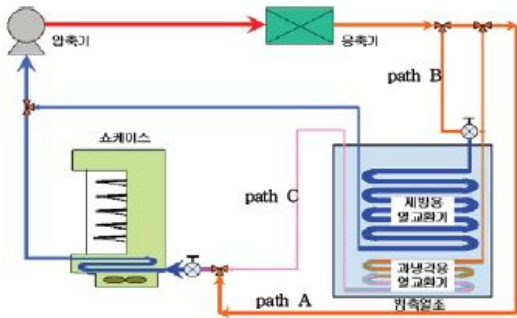 압축기
응축기
path B
쇼케이스
path C
제빙용
열교환기
과냉각용
열교환기
path A
빙축열조